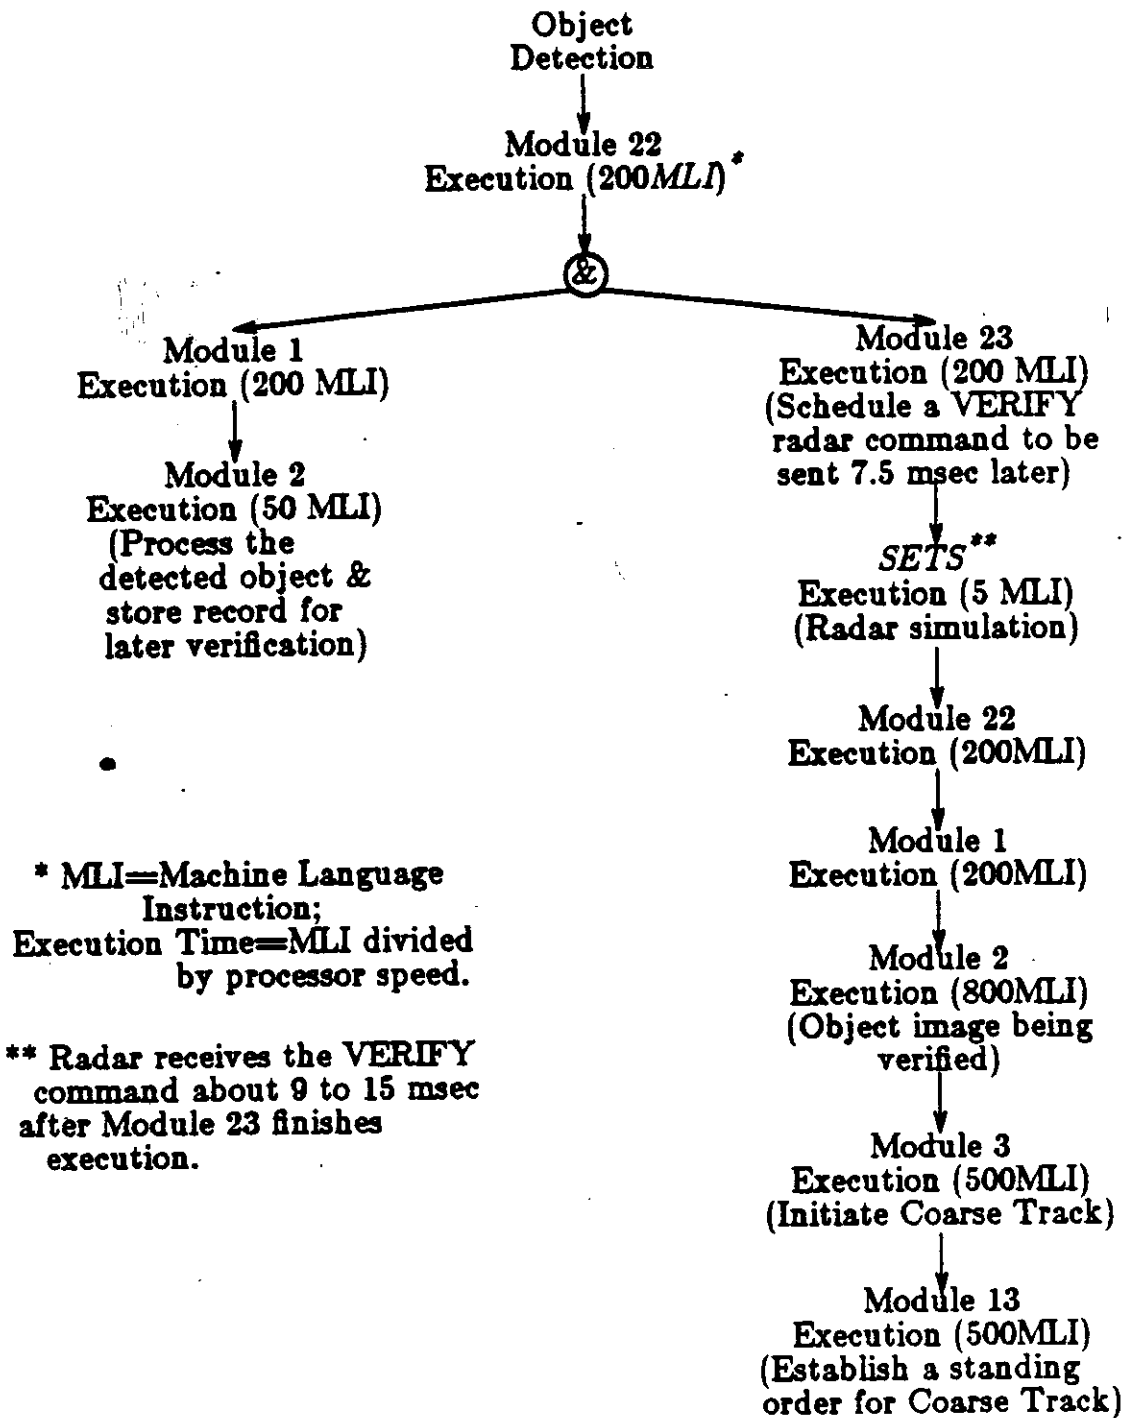 Object
Detection
Module 22
Execution (200MLI)*
&
Module 1
Execution (200 MLI)
Module 2
Execution (50 MLI)
(Process the
detected object &
store record for
later verification)
Module 23
Execution (200 MLI)
(Schedule a VERIFY
radar command to be
sent 7.5 msec later)
SETS**
Execution (5 MLI)
(Radar simulation)
Module 22
Execution (200MLI)
Module 1
Execution (200MLI)
Module 2
Execution (800MLI)
(Object image being
verified)
Module 3
Execution (500MLI)
(Initiate Coarse Track)
Module 13
Execution (500MLI)
(Establish a standing
order for Coarse Track)
* MLI=Machine Language
Instruction;
Execution Time=MLI divided
by processor speed.
** Radar receives the VERIFY
command about 9 to 15 msec
after Module 23 finishes
execution.